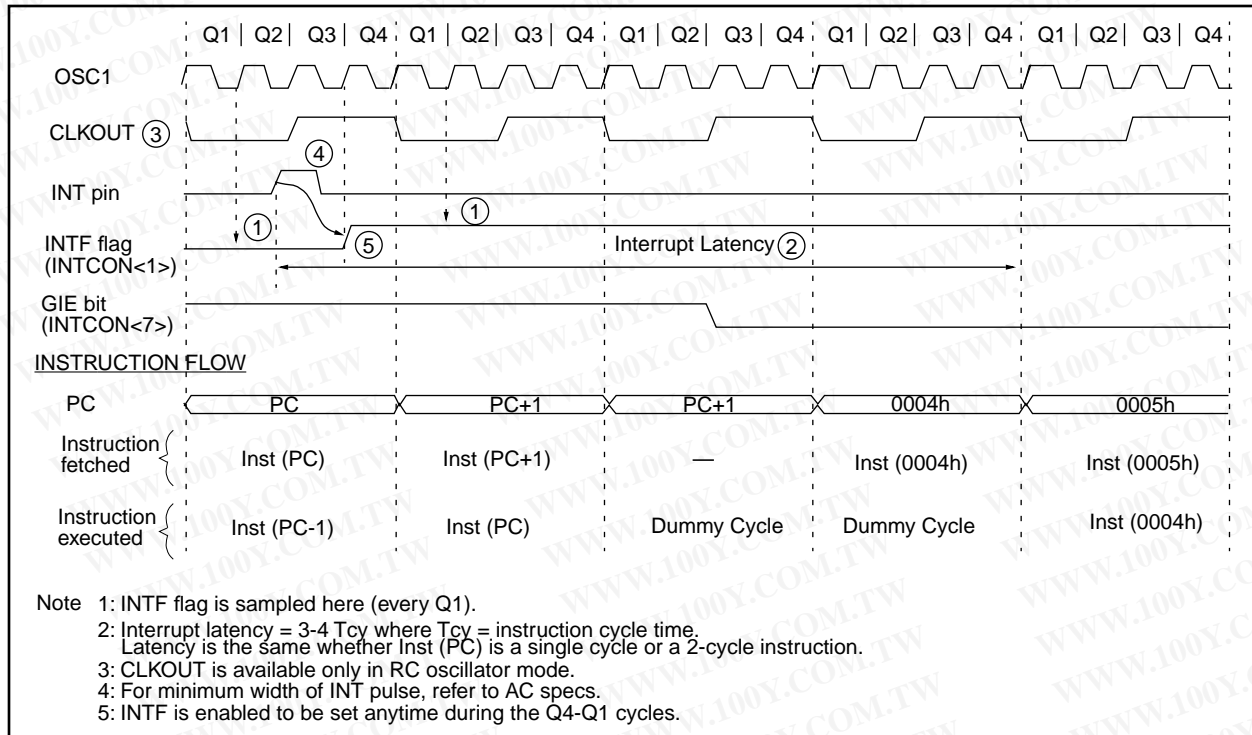 Q1 | Q2 | Q3 | Q4 Q1 | Q2 | Q3 | Q4 Q1 | Q2 | Q3 | Q4 Q1 | Q2 | Q3 | Q4 Q1 | Q2 | Q3 | Q4
OSC1
CLKOUT ③
④
INT pin
① ①
INTF flag
(INTCON<1>)
⑤
Interrupt Latency ②
GIE bit
(INTCON<7>)
INSTRUCTION FLOW
PC PC PC+1 PC+1 0004h 0005h
Instruction
fetched
Inst (PC) Inst (PC+1) — Inst (0004h) Inst (0005h)
Instruction
executed
Inst (PC-1) Inst (PC) Dummy Cycle Dummy Cycle Inst (0004h)
Note 1: INTF flag is sampled here (every Q1).
2: Interrupt latency = 3-4 Tcy where Tcy = instruction cycle time.
Latency is the same whether Inst (PC) is a single cycle or a 2-cycle instruction.
3: CLKOUT is available only in RC oscillator mode.
4: For minimum width of INT pulse, refer to AC specs.
5: INTF is enabled to be set anytime during the Q4-Q1 cycles.
WWW.100Y.COM.TW